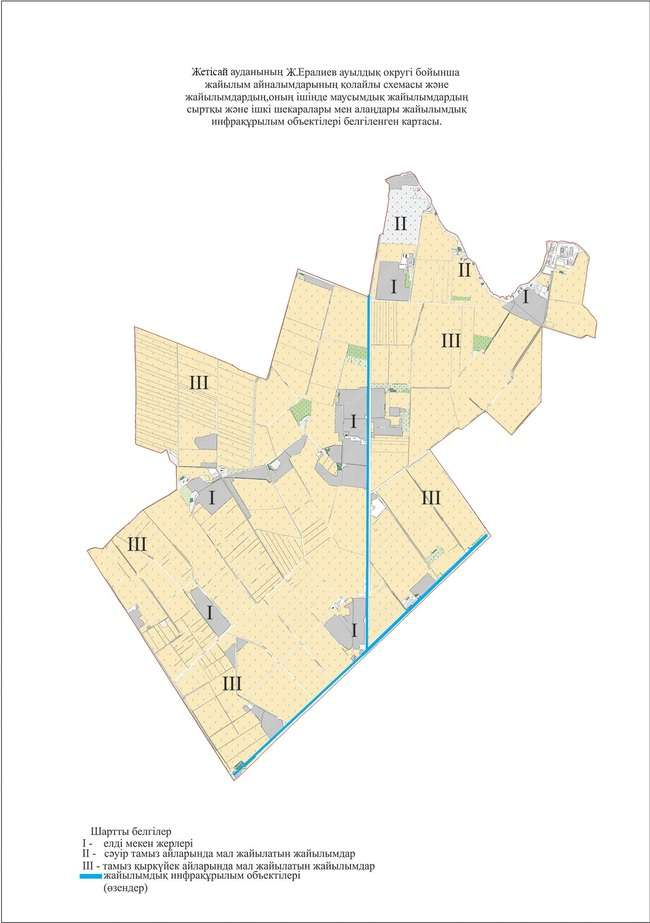 Жетісай ауданының Ж.Ералиев ауылдық округі бойынша
жайылым айналымдарының қолайлы схемасы және
жайылымдардың,оның ішінде маусымдық жайылымдардың
сыртқы және ішкі шекаралары мен алаңдары жайылымдық
инфрақұрылым объектілері белгіленген картасы.
II
II
I
I
III
III
I
I
III
III
I
I
III
Шартты белгілер
I - елді мекен жерлері
II - сәуір тамыз айларында мал жайылатын жайылымдар
III - тамыз қыркүйек айларында мал жайылатын жайылымдар
жайылымдық инфрақұрылым объектілері
(өзендер)